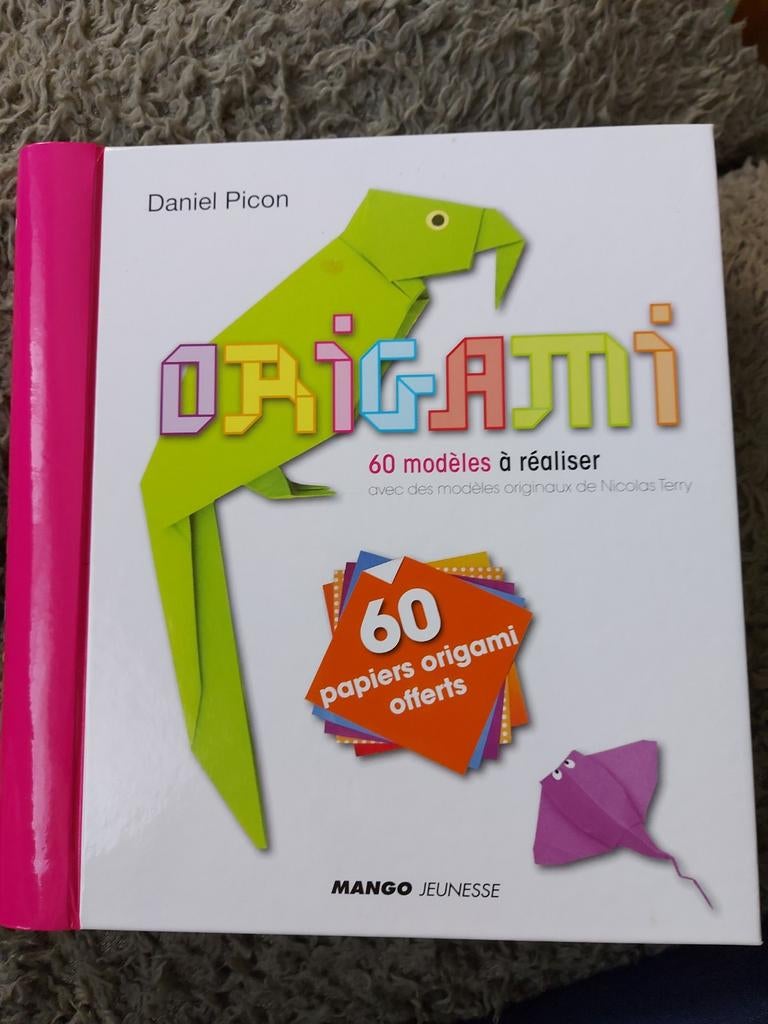 Daniel Picon
ORiGAMi
60 modèles à réaliser
avec des modèles originaux de Nicolas Terry
60
papiers origami
offerts
MANGO JEUNESSE